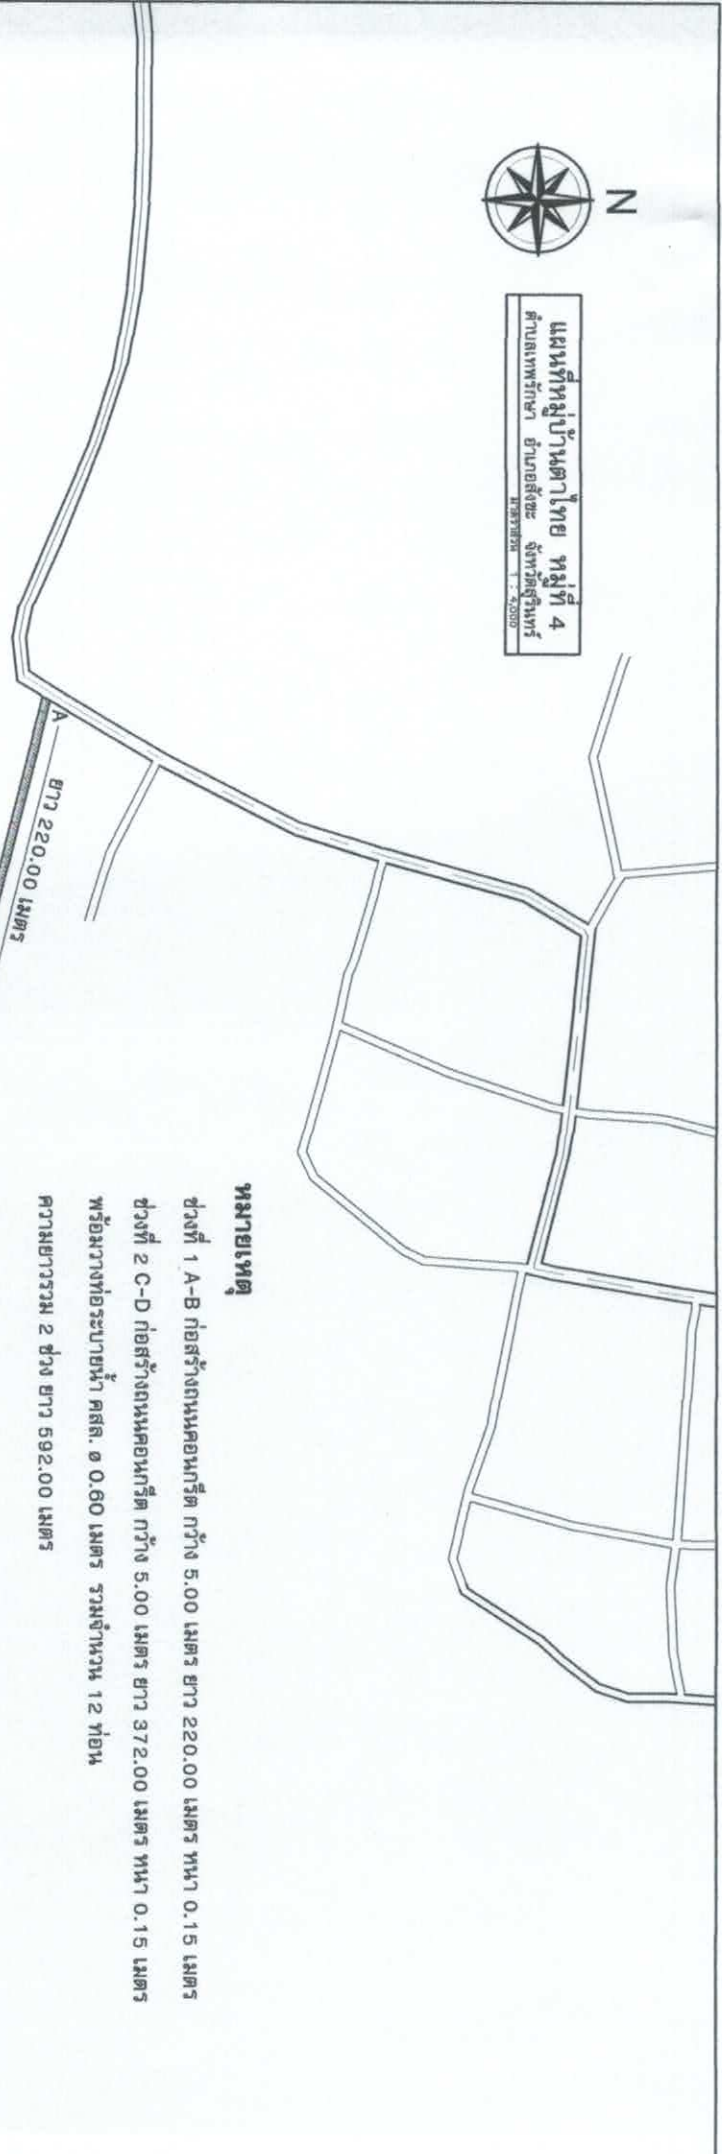 N
แผนที่หมู่บ้านตาไทย หมู่ที่ 4
ตำบลเทพรักษา อำเภอสังขะ จังหวัดสุรินทร์
มาตราส่วน 1 : 4,000
A
ยาว 220.00 เมตร
หมายเหตุ
ช่วงที่ 1 A-B ก่อสร้างถนนคอนกรีต กว้าง 5.00 เมตร ยาว 220.00 เมตร หนา 0.15 เมตร
ช่วงที่ 2 C-D ก่อสร้างถนนคอนกรีต กว้าง 5.00 เมตร ยาว 372.00 เมตร หนา 0.15 เมตร
พร้อมวางท่อระบายน้ำ คสล. ø 0.60 เมตร รวมจำนวน 12 ท่อน
ความยาวรวม 2 ช่วง ยาว 592.00 เมตร